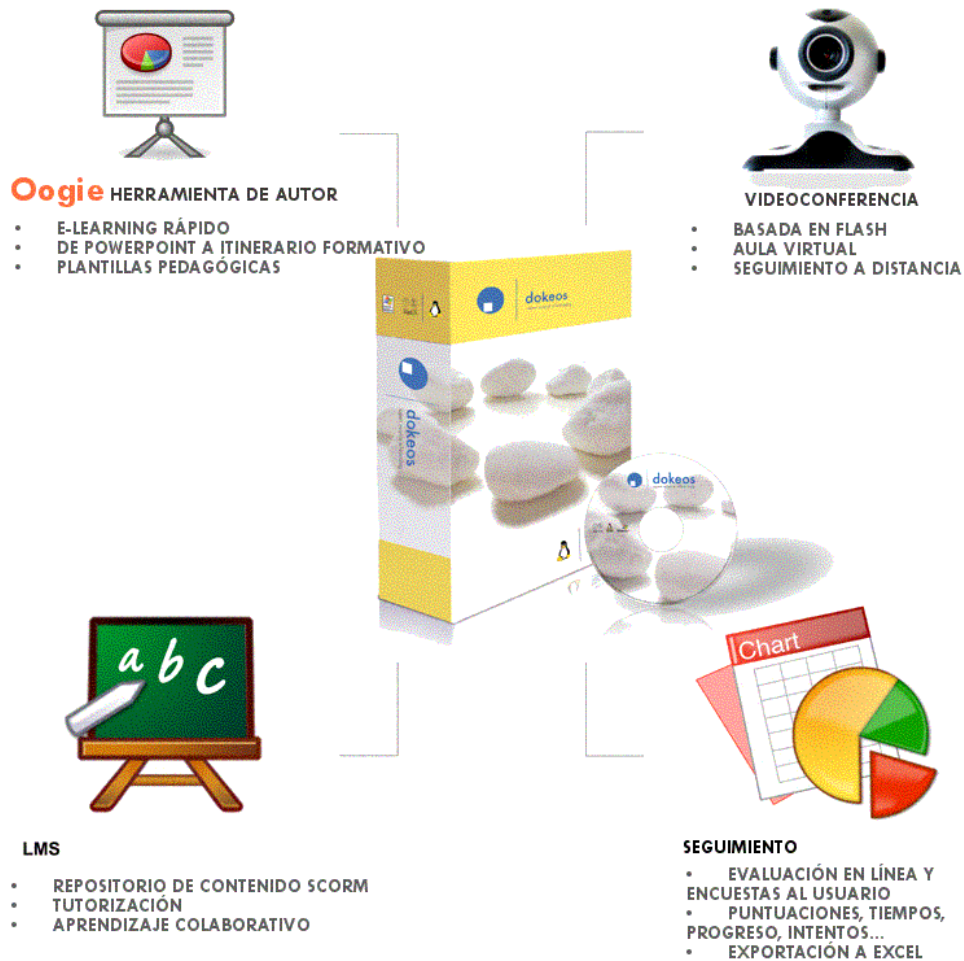 Oogie HERRAMIENTA DE AUTOR
• E-LEARNING RÁPIDO
• DE POWERPOINT A ITINERARIO FORMATIVO
• PLANTILLAS PEDAGÓGICAS
VIDEOCONFERENCIA
• BASADA EN FLASH
• AULA VIRTUAL
• SEGUIMIENTO A DISTANCIA
dokeos
dokeos
dokeos
a b c
Chart
LMS
• REPOSITORIO DE CONTENIDO SCORM
• TUTORIZACIÓN
• APRENDIZAJE COLABORATIVO
SEGUIMIENTO
• EVALUACIÓN EN LÍNEA Y
ENCUESTAS AL USUARIO
• PUNTUACIONES, TIEMPOS,
PROGRESO, INTENTOS...
• EXPORTACIÓN A EXCEL